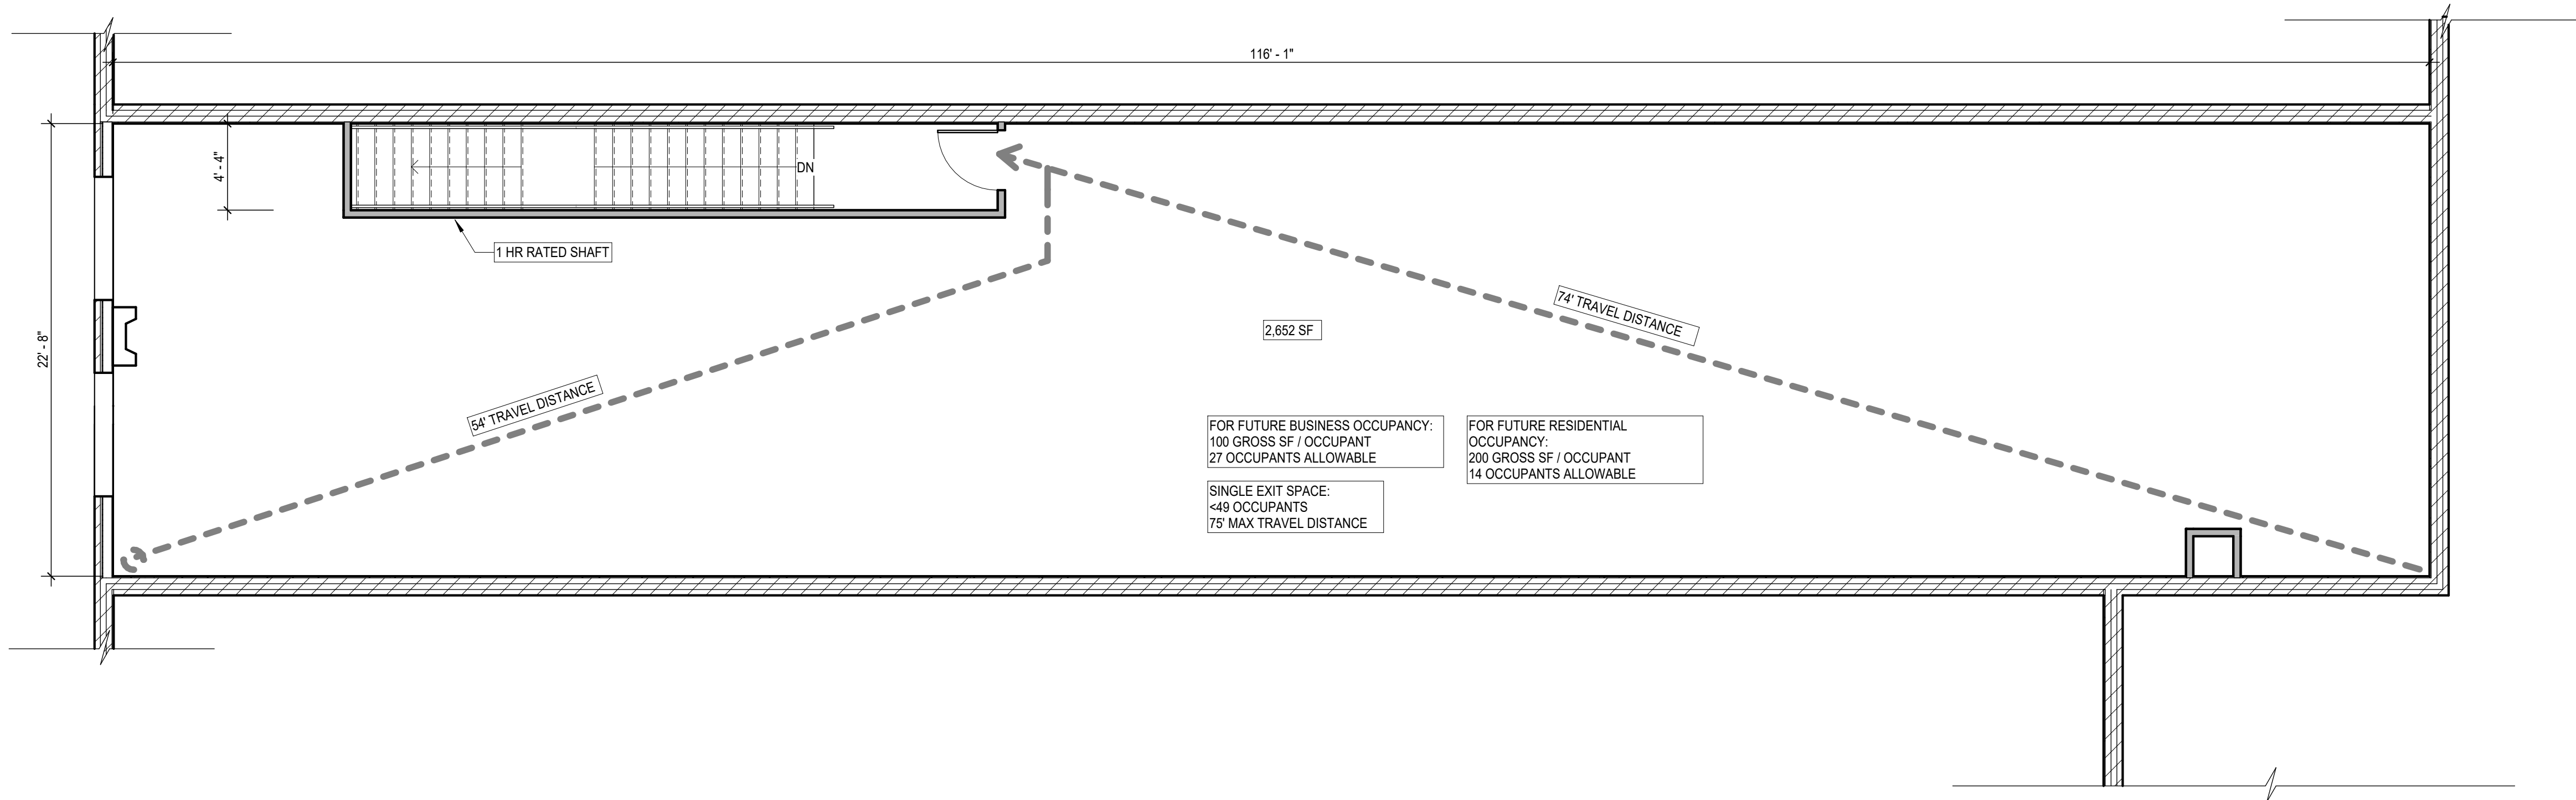 116' - 1"
22' - 8"
4' - 4"
DN
1 HR RATED SHAFT
54' TRAVEL DISTANCE
74' TRAVEL DISTANCE
2,652 SF
FOR FUTURE BUSINESS OCCUPANCY:
100 GROSS SF / OCCUPANT
27 OCCUPANTS ALLOWABLE
FOR FUTURE RESIDENTIAL
OCCUPANCY:
200 GROSS SF / OCCUPANT
14 OCCUPANTS ALLOWABLE
SINGLE EXIT SPACE:
<49 OCCUPANTS
75' MAX TRAVEL DISTANCE